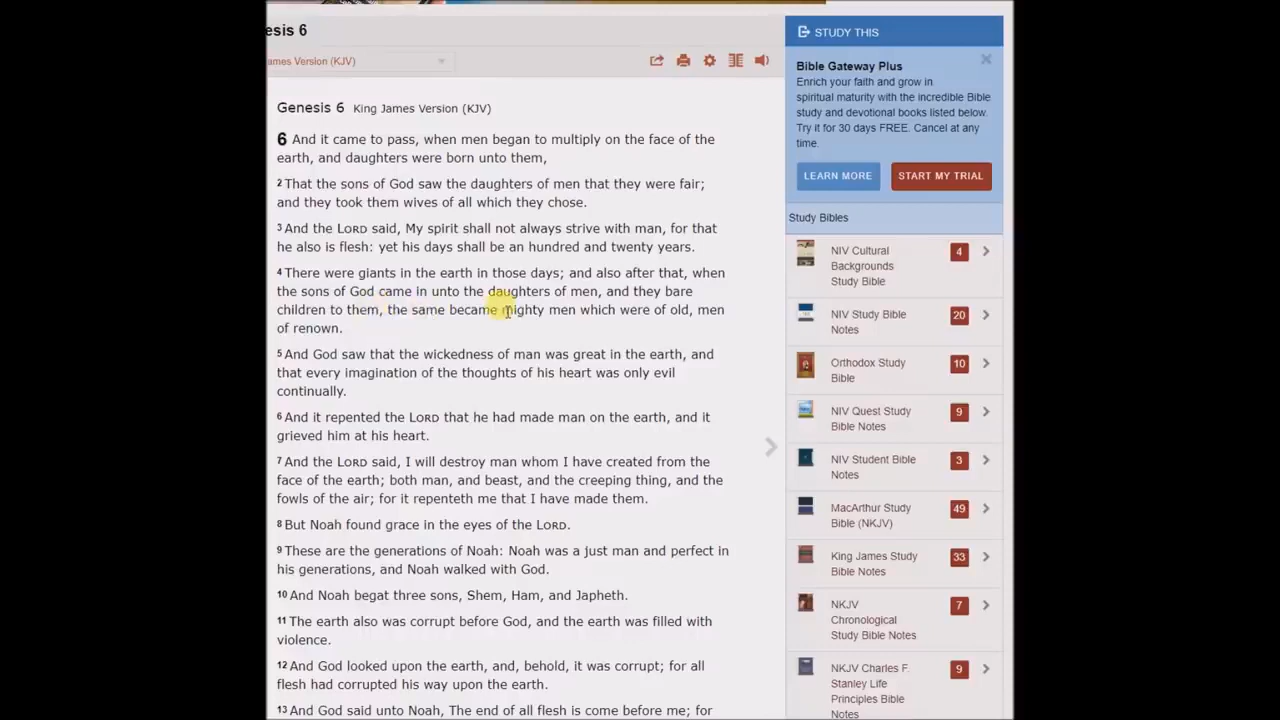 esis 6
ames Version (KJV)
Genesis 6 King James Version (KJV)
6 And it came to pass, when men began to multiply on the face of the
earth, and daughters were born unto them,
2 That the sons of God saw the daughters of men that they were fair;
and they took them wives of all which they chose.
3 And the LORD said, My spirit shall not always strive with man, for that
he also is flesh: yet his days shall be an hundred and twenty years.
4 There were giants in the earth in those days; and also after that, when
the sons of God came in unto the daughters of men, and they bare
children to them, the same became mighty men which were of old, men
of renown.
5 And God saw that the wickedness of man was great in the earth, and
that every imagination of the thoughts of his heart was only evil
continually.
6 And it repented the LORD that he had made man on the earth, and it
grieved him at his heart.
7 And the LORD said, I will destroy man whom I have created from the
face of the earth; both man, and beast, and the creeping thing, and the
fowls of the air; for it repenteth me that I have made them.
8 But Noah found grace in the eyes of the LORD.
9 These are the generations of Noah: Noah was a just man and perfect in
his generations, and Noah walked with God.
10 And Noah begat three sons, Shem, Ham, and Japheth.
11 The earth also was corrupt before God, and the earth was filled with
violence.
12 And God looked upon the earth, and, behold, it was corrupt; for all
flesh had corrupted his way upon the earth.
13 And God said unto Noah, The end of all flesh is come before me; for
STUDY THIS
Bible Gateway Plus
Enrich your faith and grow in
spiritual maturity with the incredible Bible
study and devotional books listed below.
Try it for 30 days FREE. Cancel at any
time.
LEARN MORE
START MY TRIAL
Study Bibles
NIV Cultural
Backgrounds
Study Bible
4
NIV Study Bible
Notes
20
Orthodox Study
Bible
10
NIV Quest Study
Bible Notes
9
NIV Student Bible
Notes
3
MacArthur Study
Bible (NKJV)
49
King James Study
Bible Notes
33
NKJV
Chronological
Study Bible Notes
7
NKJV Charles F.
Stanley Life
Principles Bible
Notes
9